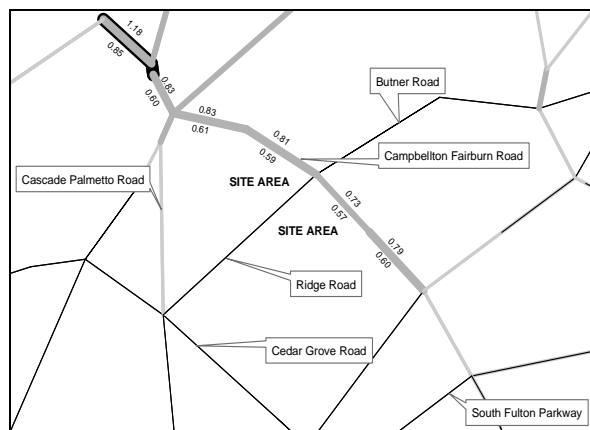 1.18
0.85
0.83
0.60
0.83
0.61
Butner Road
0.81
0.59
Campbellton Fairburn Road
Cascade Palmetto Road
SITE AREA
0.73
0.57
SITE AREA
0.79
0.60
Ridge Road
Cedar Grove Road
South Fulton Parkway